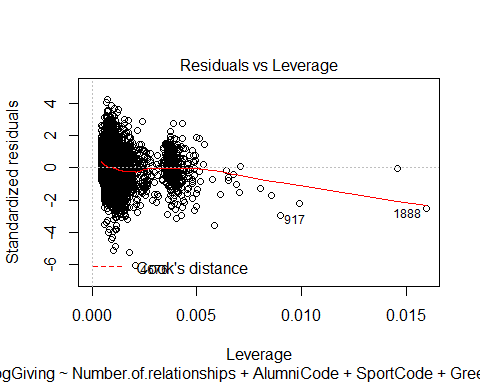 Residuals vs Leverage
Standardized residuals
4
2
0
-2
-4
-6
917
1888
Cook's distance
0.000
0.005
0.010
0.015
Leverage
ogGiving ~ Number.of.relationships + AlumniCode + SportCode + Gree